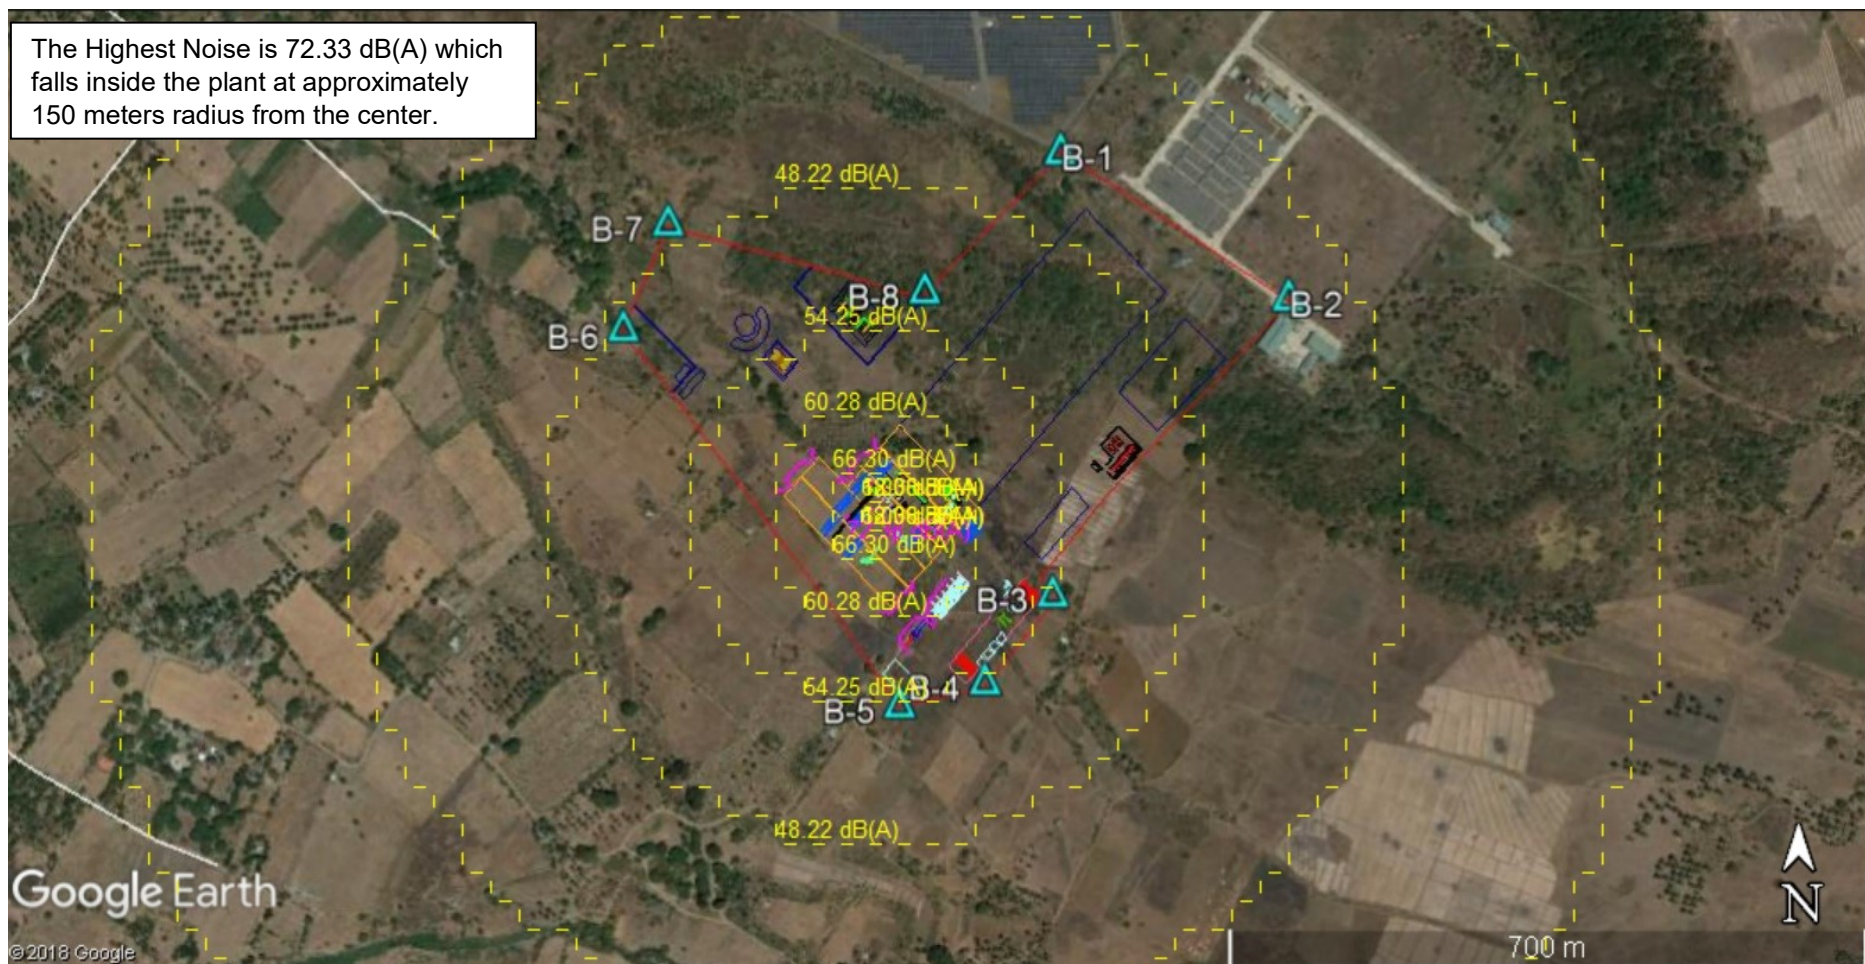 The Highest Noise is 72.33 dB(A) which
falls inside the plant at approximately
150 meters radius from the center.
B-1
48.22 dB(A)
B-7
B-8
B-2
54.25 dB(A)
B-6
60.28 dB(A)
66.30 dB(A)
66.30 dB(A)
60.28 dB(A)
B-3
54.25 dB(A)
B-4
B-5
48.22 dB(A)
Google Earth
N
©2018 Google
700 m